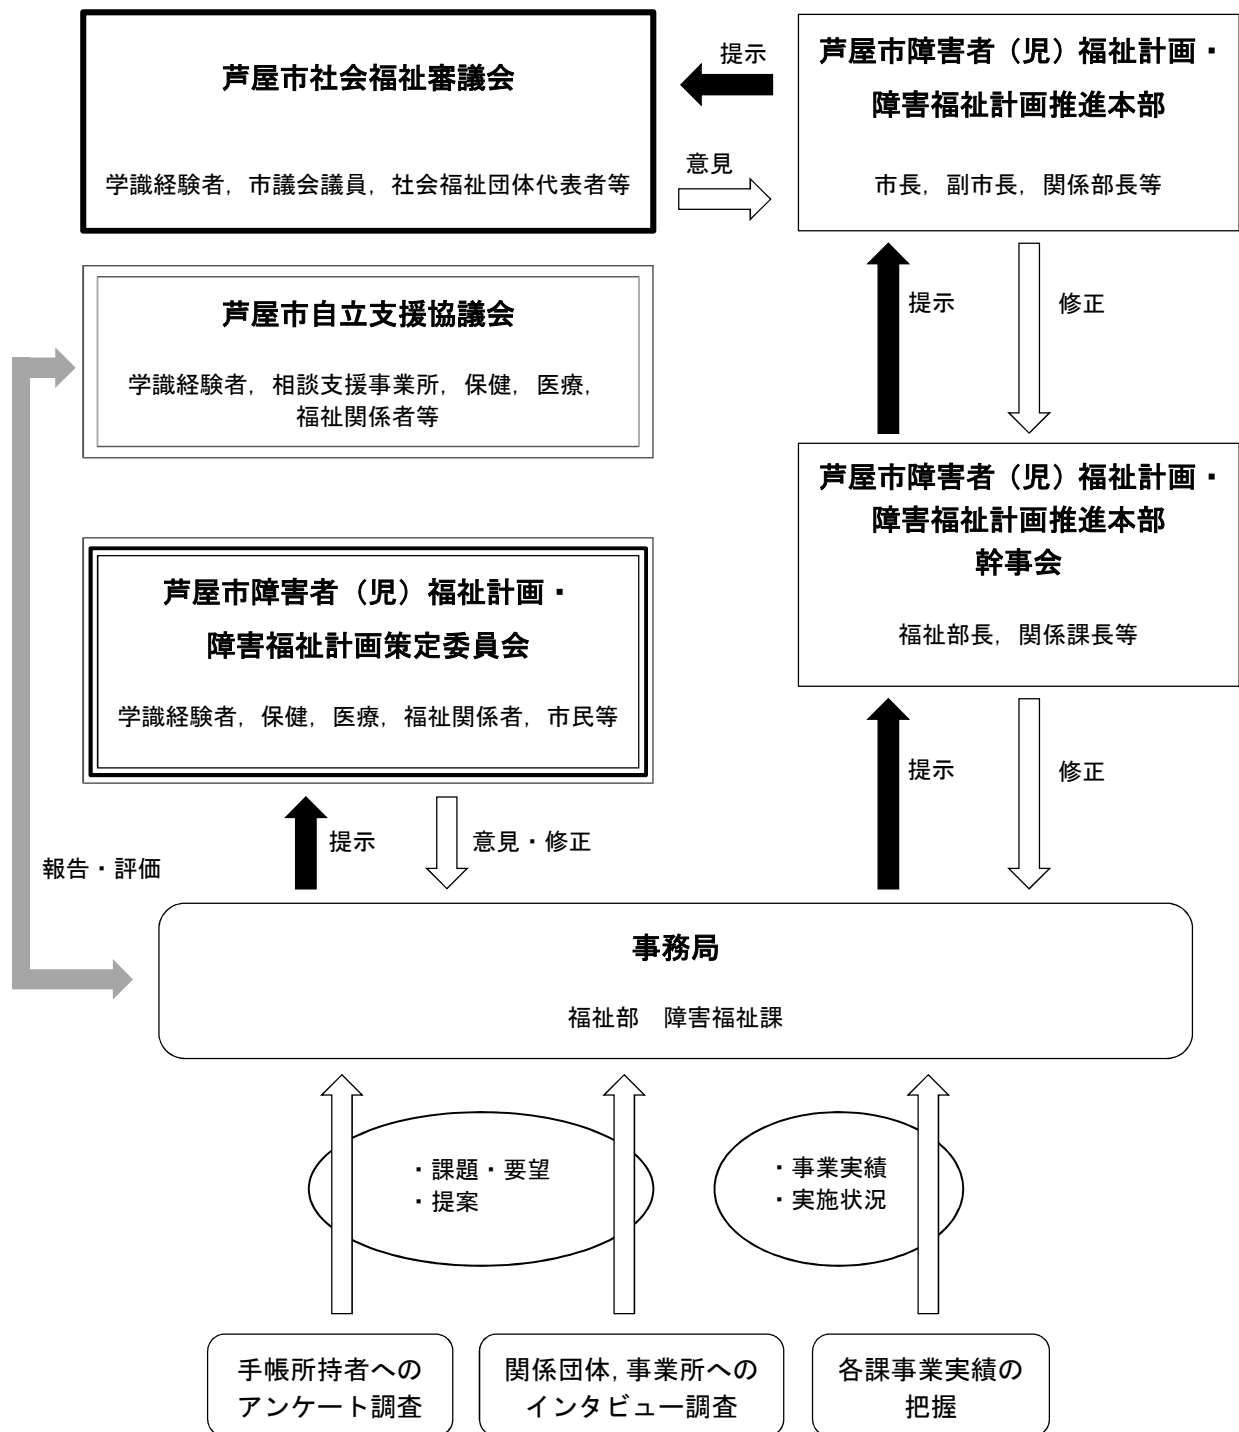 芦屋市社会福祉審議会
学識経験者，市議会議員，社会福祉団体代表者等
提示
意見
芦屋市障害者（児）福祉計画・
障害福祉計画推進本部
市長，副市長，関係部長等
芦屋市自立支援協議会
学識経験者，相談支援事業所，保健，医療，
福祉関係者等
提示
修正
芦屋市障害者（児）福祉計画・
障害福祉計画推進本部
幹事会
福祉部長，関係課長等
芦屋市障害者（児）福祉計画・
障害福祉計画策定委員会
学識経験者，保健，医療，福祉関係者，市民等
提示
意見・修正
提示
修正
報告・評価
事務局
福祉部　障害福祉課
・課題・要望
・提案
・事業実績
・実施状況
手帳所持者への
アンケート調査
関係団体，事業所への
インタビュー調査
各課事業実績の
把握